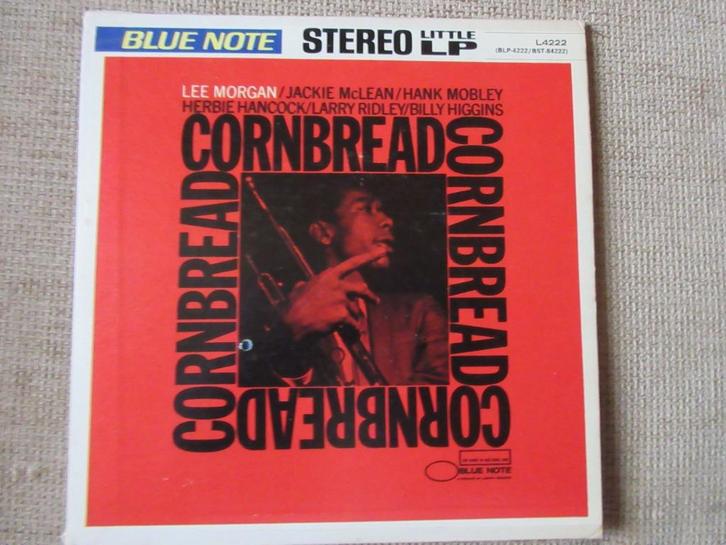 BLUE NOTE STEREO LITTLE LP
L4222
(BLP-4222/BST-84222)
LEE MORGAN/JACKIE McLEAN/HANK MOBLEY
HERBIE HANCOCK/LARRY RIDLEY/BILLY HIGGINS
CORNBREAD
CORNBREAD
CORNBREAD
CORNBREAD
BLUE NOTE